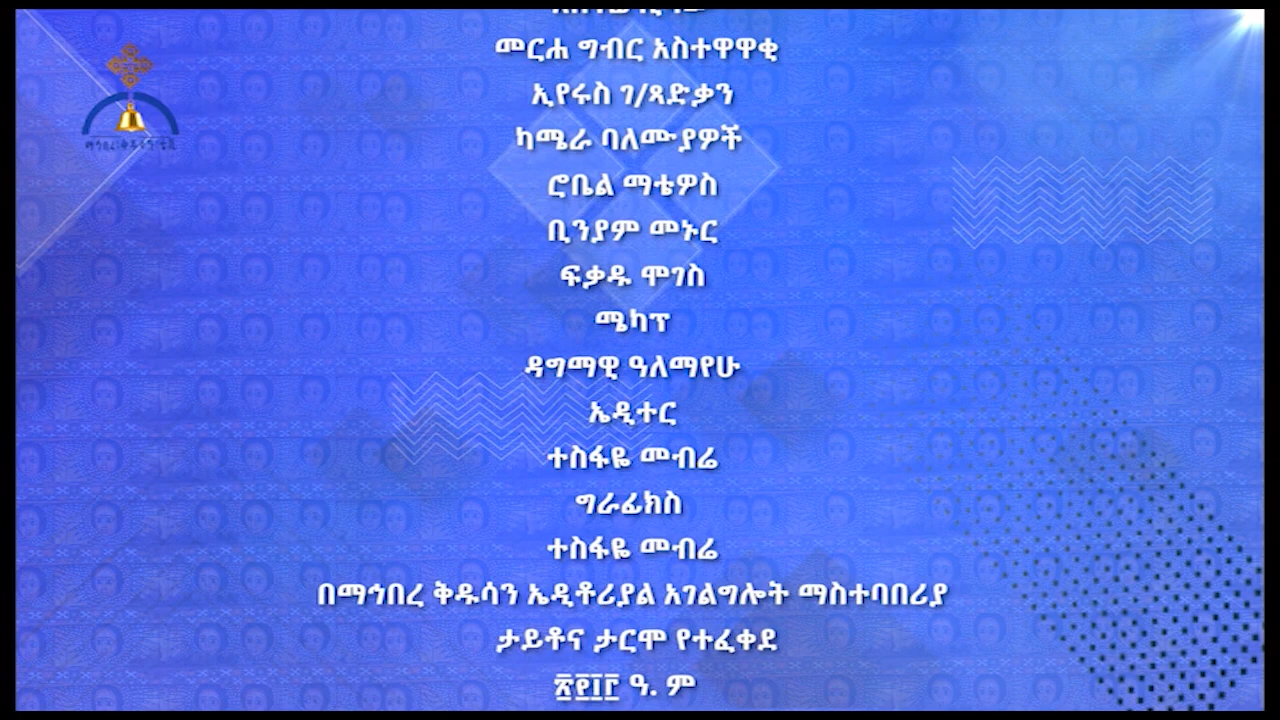 መርሐ ግብር አስተዋዋቂ
ኢየሩስ ገ/ጻድቃን
ካሜራ ባለሙያዎች
ሮቤል ማቴዎስ
ቢንያም መኑር
ፍቃዱ ሞገስ
ሜካፕ
ዳግማዊ ዓለማየሁ
ኤዲተር
ተስፋዬ መብሬ
ግራፊክስ
ተስፋዬ መብሬ
በማኅበረ ቅዱሳን ኤዲቶሪያል አገልግሎት ማስተባበሪያ
ታይቶና ታርሞ የተፈቀደ
፳፻፲፫ ዓ. ም